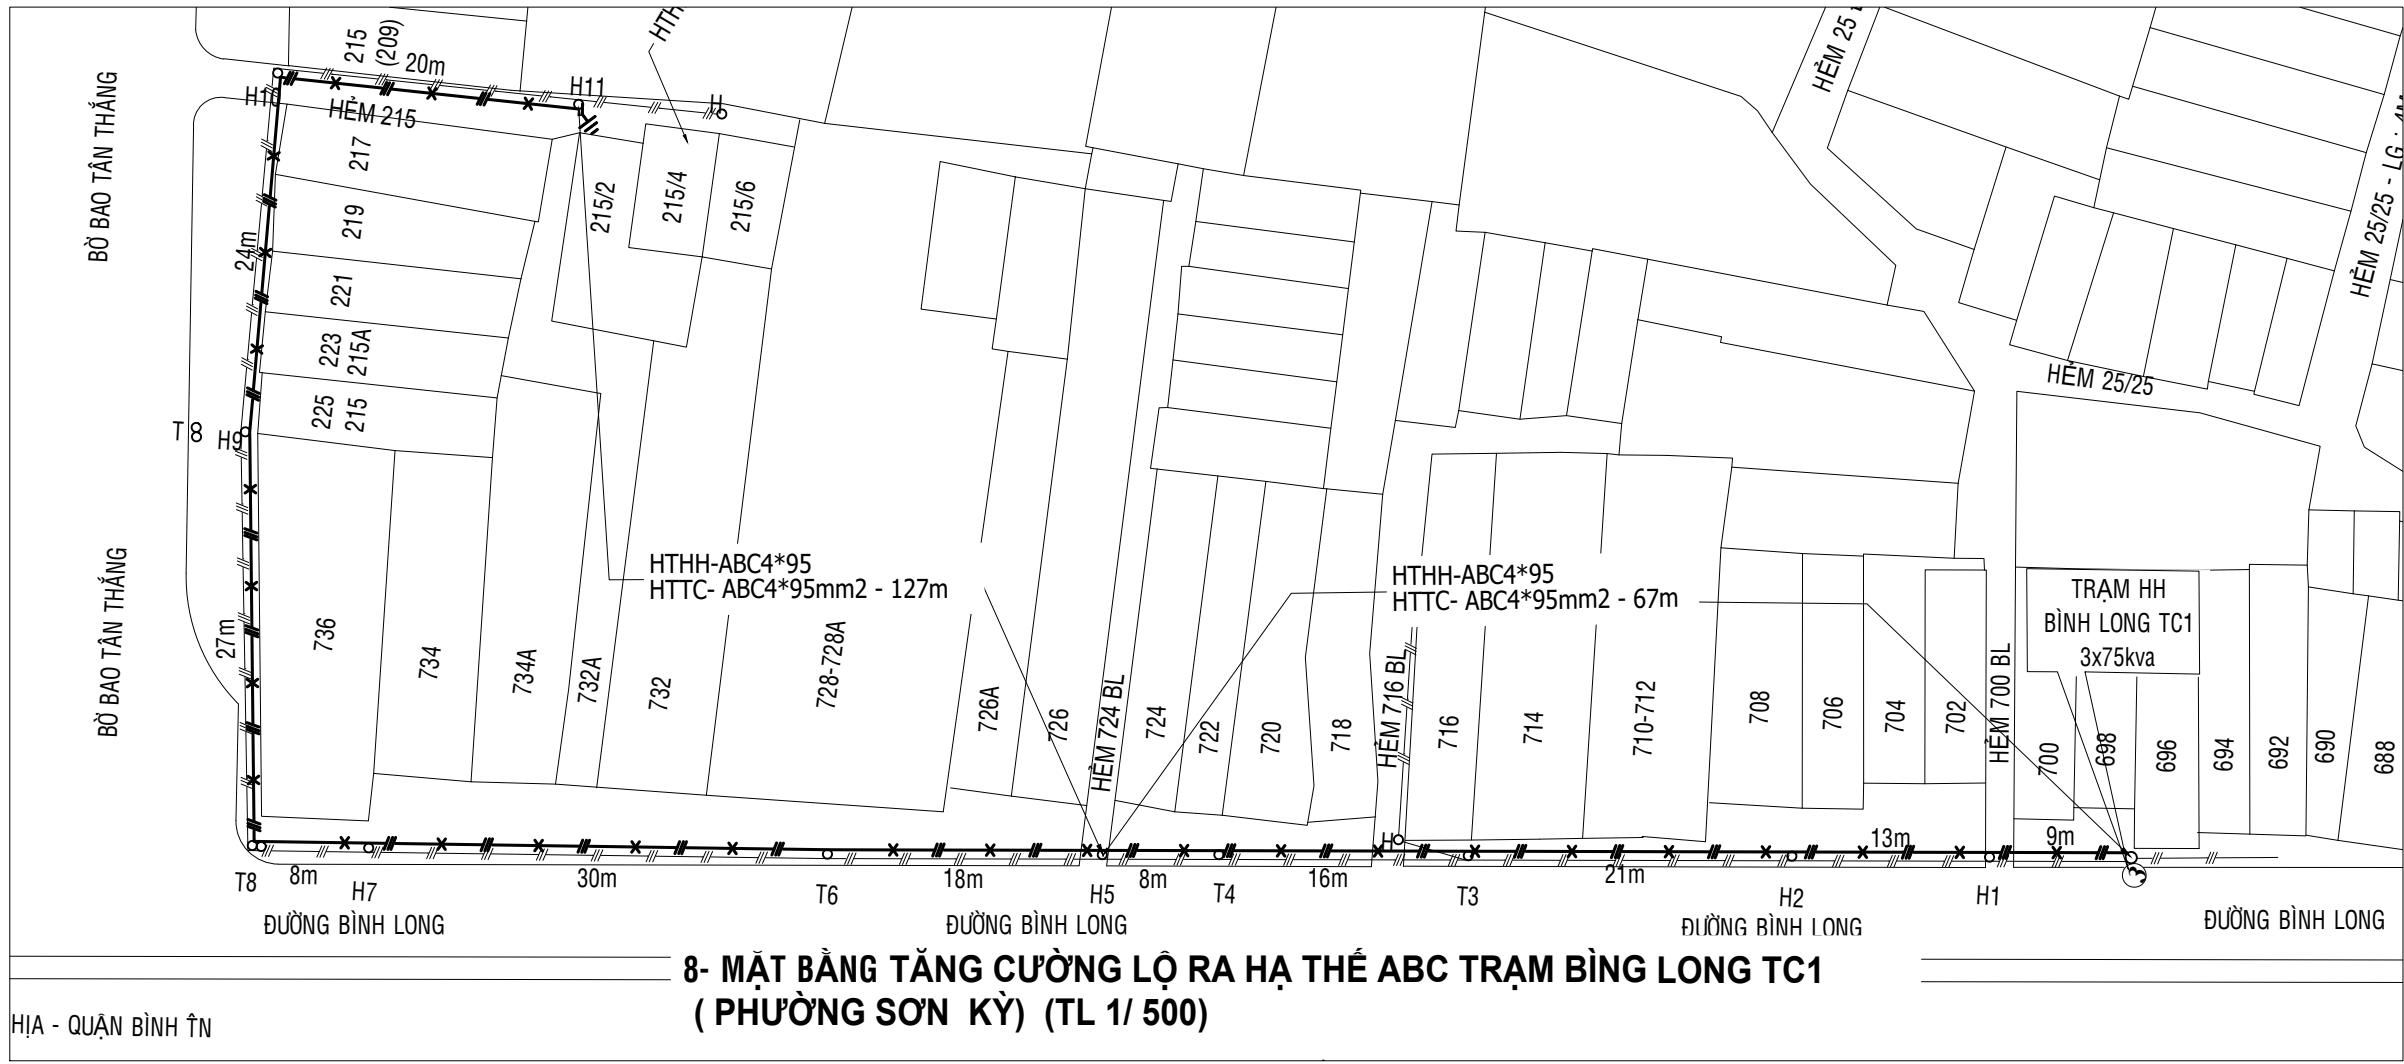 215
(209)
20m
H11
H
H10
HẺM 215
BỜ BAO TÂN THẮNG
217
219
24m
221
223
215A
225
215
T 8
H9
215/2
215/4
215/6
HẺM 25
HẺM 25/25 - LG : 4M
HẺM 25/25
BỜ BAO TÂN THẮNG
27m
HTHH-ABC4*95
HTTC- ABC4*95mm2 - 127m
HTHH-ABC4*95
HTTC- ABC4*95mm2 - 67m
TRẠM HH
BÌNH LONG TC1
3x75kva
736
734
734A
732A
732
728-728A
726A
726
HẺM 724 BL
724
722
720
718
HẺM 716 BL
716
714
710-712
708
706
704
702
HẺM 700 BL
700
698
696
694
692
690
688
H
13m
9m
3
T8
8m
H7
30m
T6
18m
H5
8m
T4
16m
T3
21m
H2
H1
ĐƯỜNG BÌNH LONG
ĐƯỜNG BÌNH LONG
ĐƯỜNG BÌNH LONG
ĐƯỜNG BÌNH LONG
8- MẶT BẰNG TĂNG CƯỜNG LỘ RA HẠ THẾ ABC TRẠM BÌNG LONG TC1
( PHƯỜNG SƠN KỲ) (TL 1/ 500)
HỊA - QUẬN BÌNH TÎN